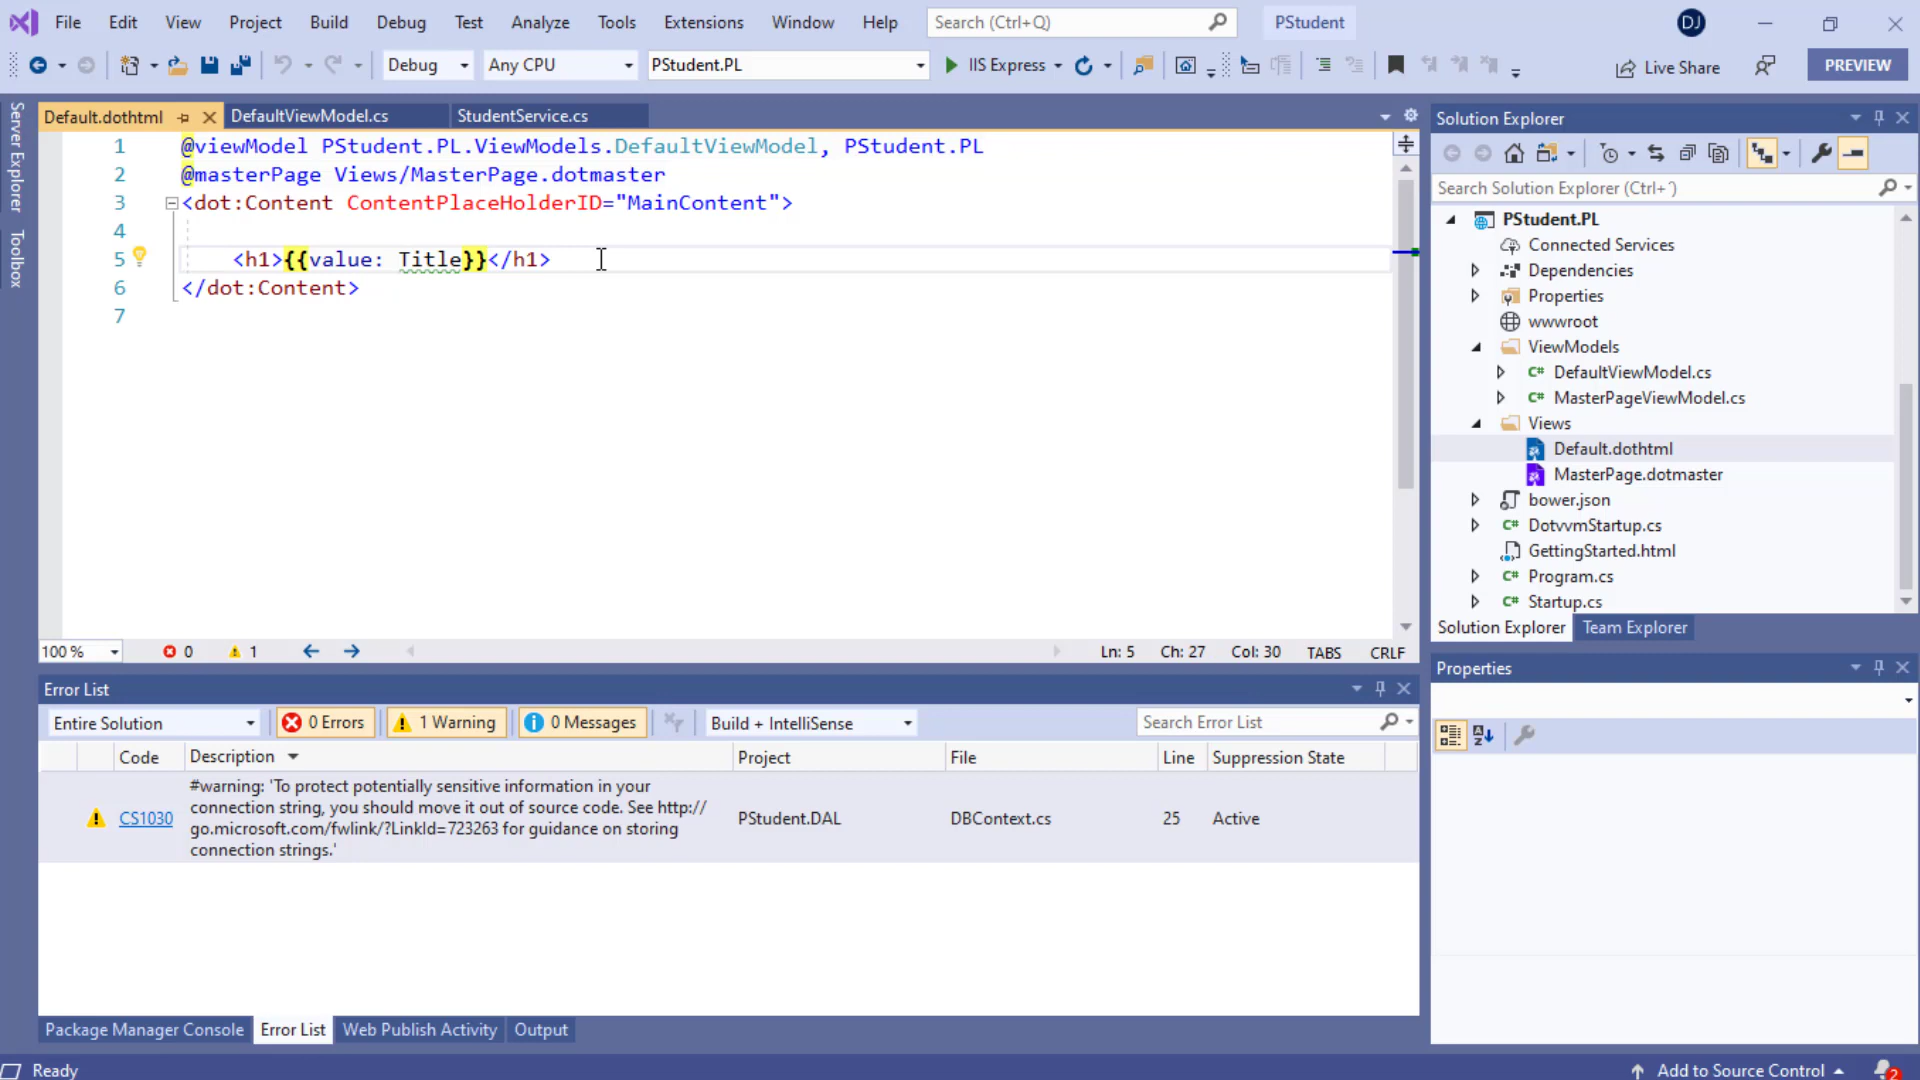 File Edit View Project Build Debug Test Analyze Tools Extensions Window Help Search (Ctrl+Q) PStudent DJ
Debug Any CPU PStudent.PL IIS Express Live Share PREVIEW
Server Explorer
Toolbox
Default.dothtml DefaultViewModel.cs StudentService.cs
1 @viewModel PStudent.PL.ViewModels.DefaultViewModel, PStudent.PL
2 @masterPage Views/MasterPage.dotmaster
3 <dot:Content ContentPlaceHolderID="MainContent">
4
5 <h1>{{value: Title}}</h1>
6 </dot:Content>
7
100 % 0 1 Ln: 5 Ch: 27 Col: 30 TABS CRLF
Error List
Entire Solution 0 Errors 1 Warning 0 Messages Build + IntelliSense Search Error List
Code Description Project File Line Suppression State
CS1030 #warning: 'To protect potentially sensitive information in your
connection string, you should move it out of source code. See http://
go.microsoft.com/fwlink/?LinkId=723263 for guidance on storing
connection strings.' PStudent.DAL DBContext.cs 25 Active
Package Manager Console Error List Web Publish Activity Output
Solution Explorer
Search Solution Explorer (Ctrl+´)
PStudent.PL
Connected Services
Dependencies
Properties
wwwroot
ViewModels
C# DefaultViewModel.cs
C# MasterPageViewModel.cs
Views
Default.dothtml
MasterPage.dotmaster
bower.json
C# DotvvmStartup.cs
GettingStarted.html
C# Program.cs
C# Startup.cs
Solution Explorer Team Explorer
Properties
Ready Add to Source Control 2